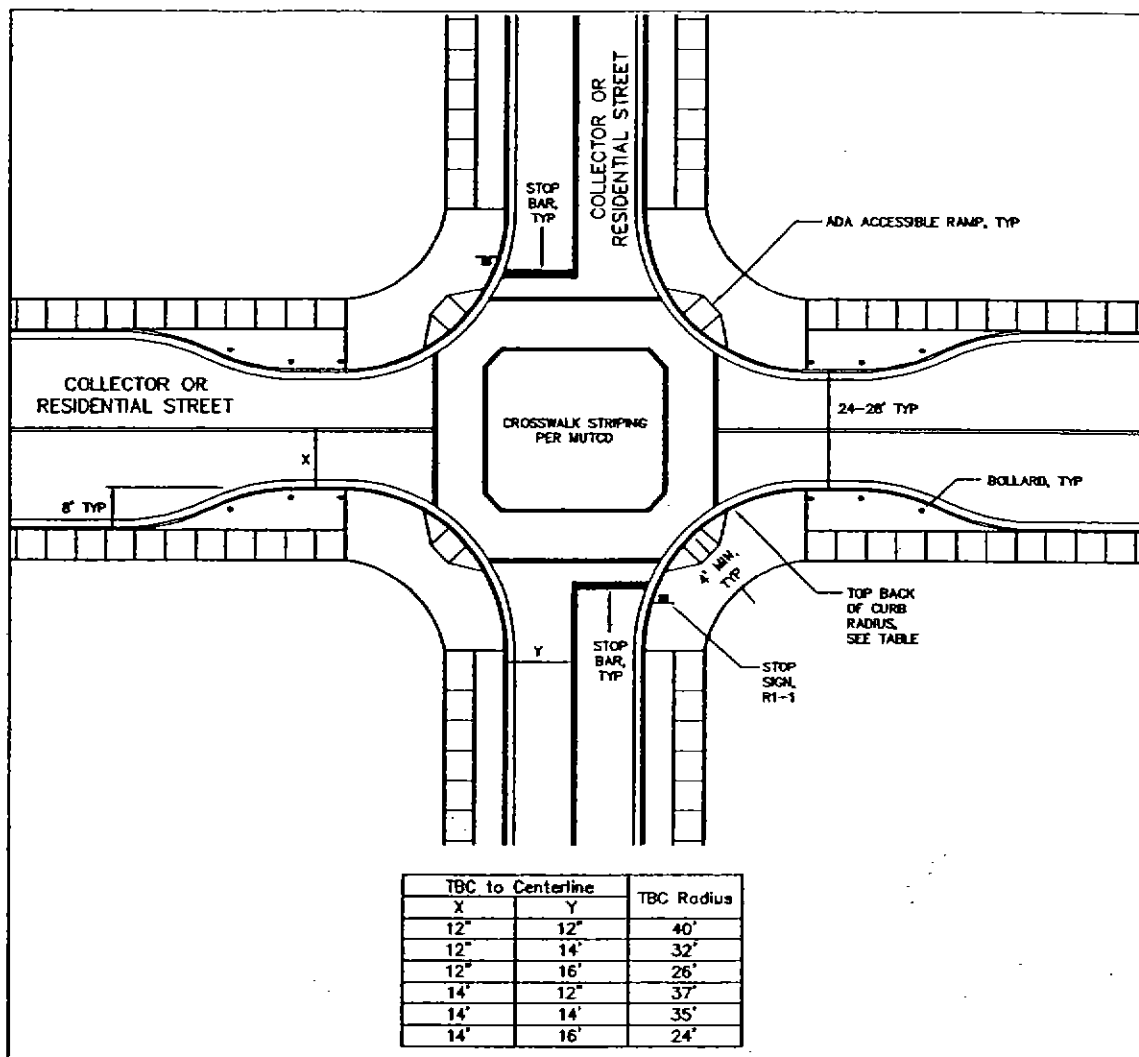 COLLECTOR OR
RESIDENTIAL STREET
STOP
BAR,
TYP
ADA ACCESSIBLE RAMP, TYP
COLLECTOR OR
RESIDENTIAL STREET
CROSSWALK STRIPING
PER MUTCD
24-28' TYP
X
8' TYP
BOLLARD, TYP
4' MIN.
TYP
TOP BACK
OF CURB
RADIUS,
SEE TABLE
Y
STOP
BAR,
TYP
STOP
SIGN,
R1-1
TBC to Centerline TBC Radius
X Y
12" 12" 40'
12" 14' 32'
12" 16' 26'
14' 12" 37'
14' 14' 35'
14' 16' 24'